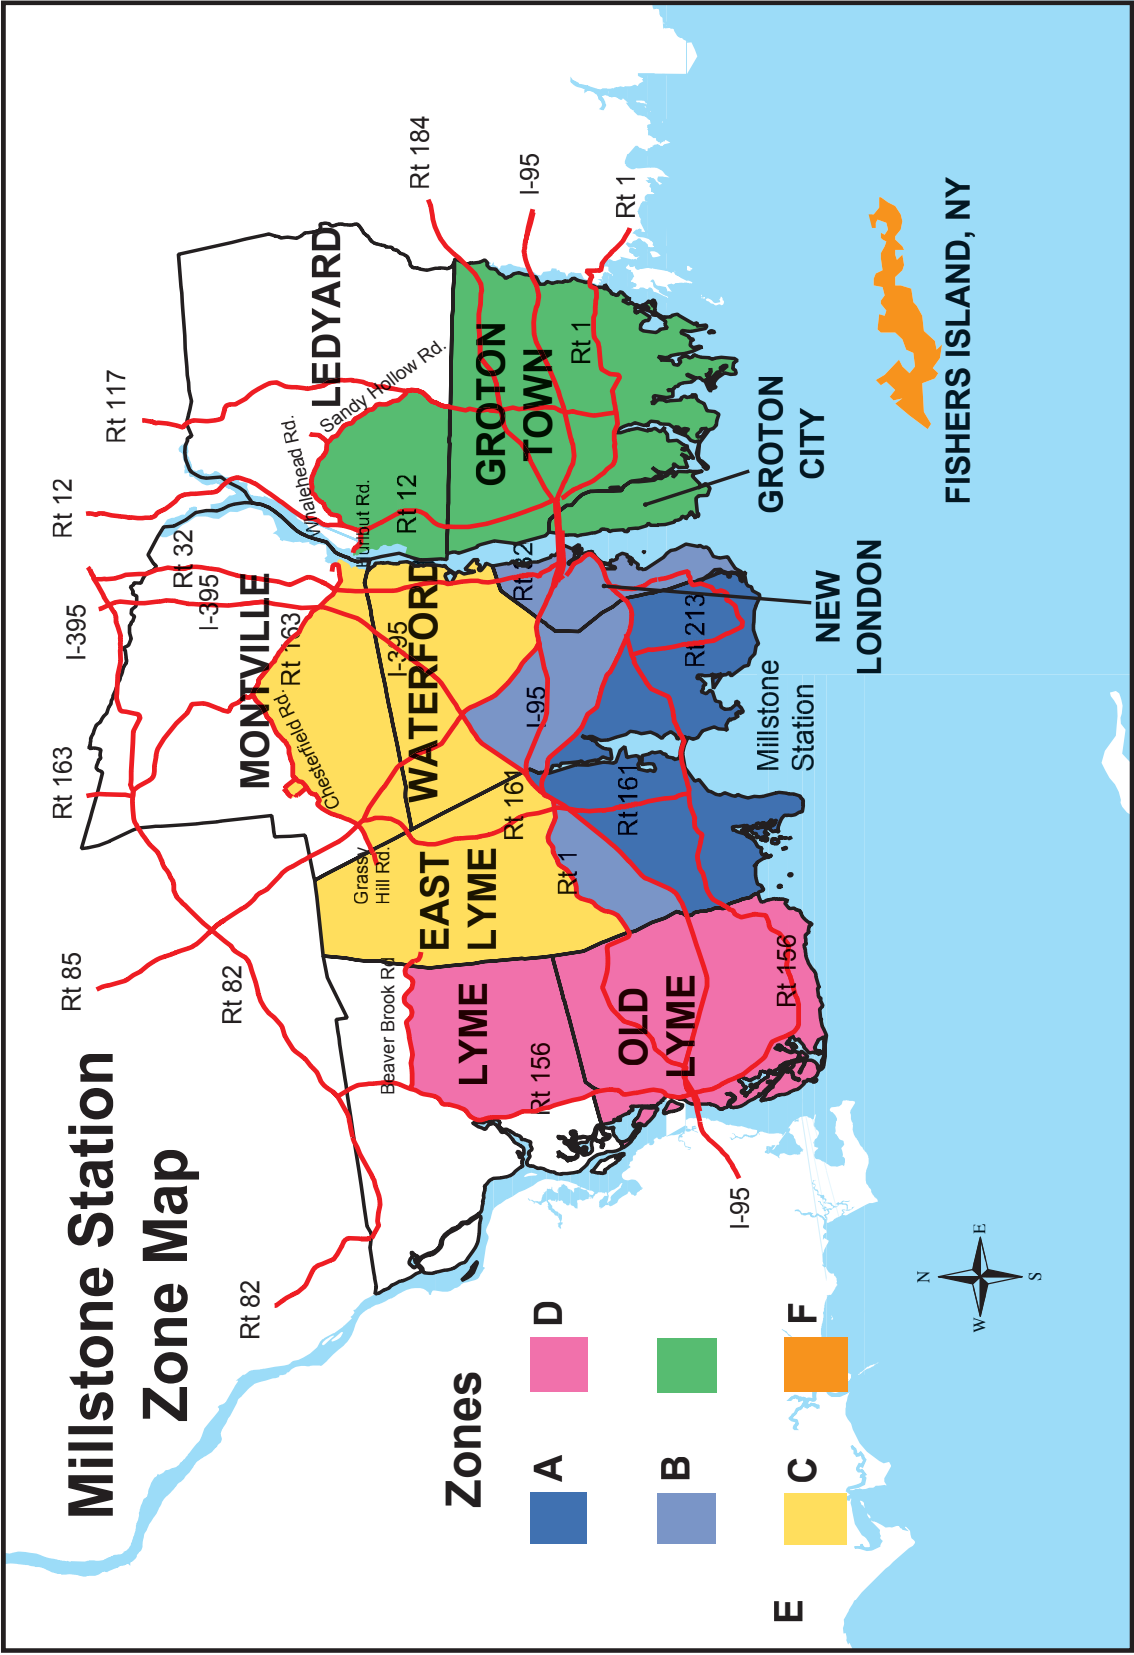 Millstone Station
Zone Map
Rt 82
Rt 82
Rt 85
Rt 163
I-395
Rt 12
Rt 117
Rt 32
I-395
MONTVILLE
Rt 163
Chesterfield Rd.
Whalehead Rd.
LEDYARD
Sandy Hollow Rd.
Hurlbut Rd.
Rt 12
Rt 184
I-95
Rt 1
Grassy
Hill Rd.
Beaver Brook Rd
I-395
WATERFORD
EAST
LYME
LYME
Rt 156
Rt 161
Rt 32
GROTON
TOWN
Rt 1
I-95
Rt 1
Rt 161
Rt 213
OLD
LYME
Rt 156
I-95
Millstone
Station
NEW
LONDON
GROTON
CITY
FISHERS ISLAND, NY
Zones
A
D
B
C
F
E
N
W
E
S